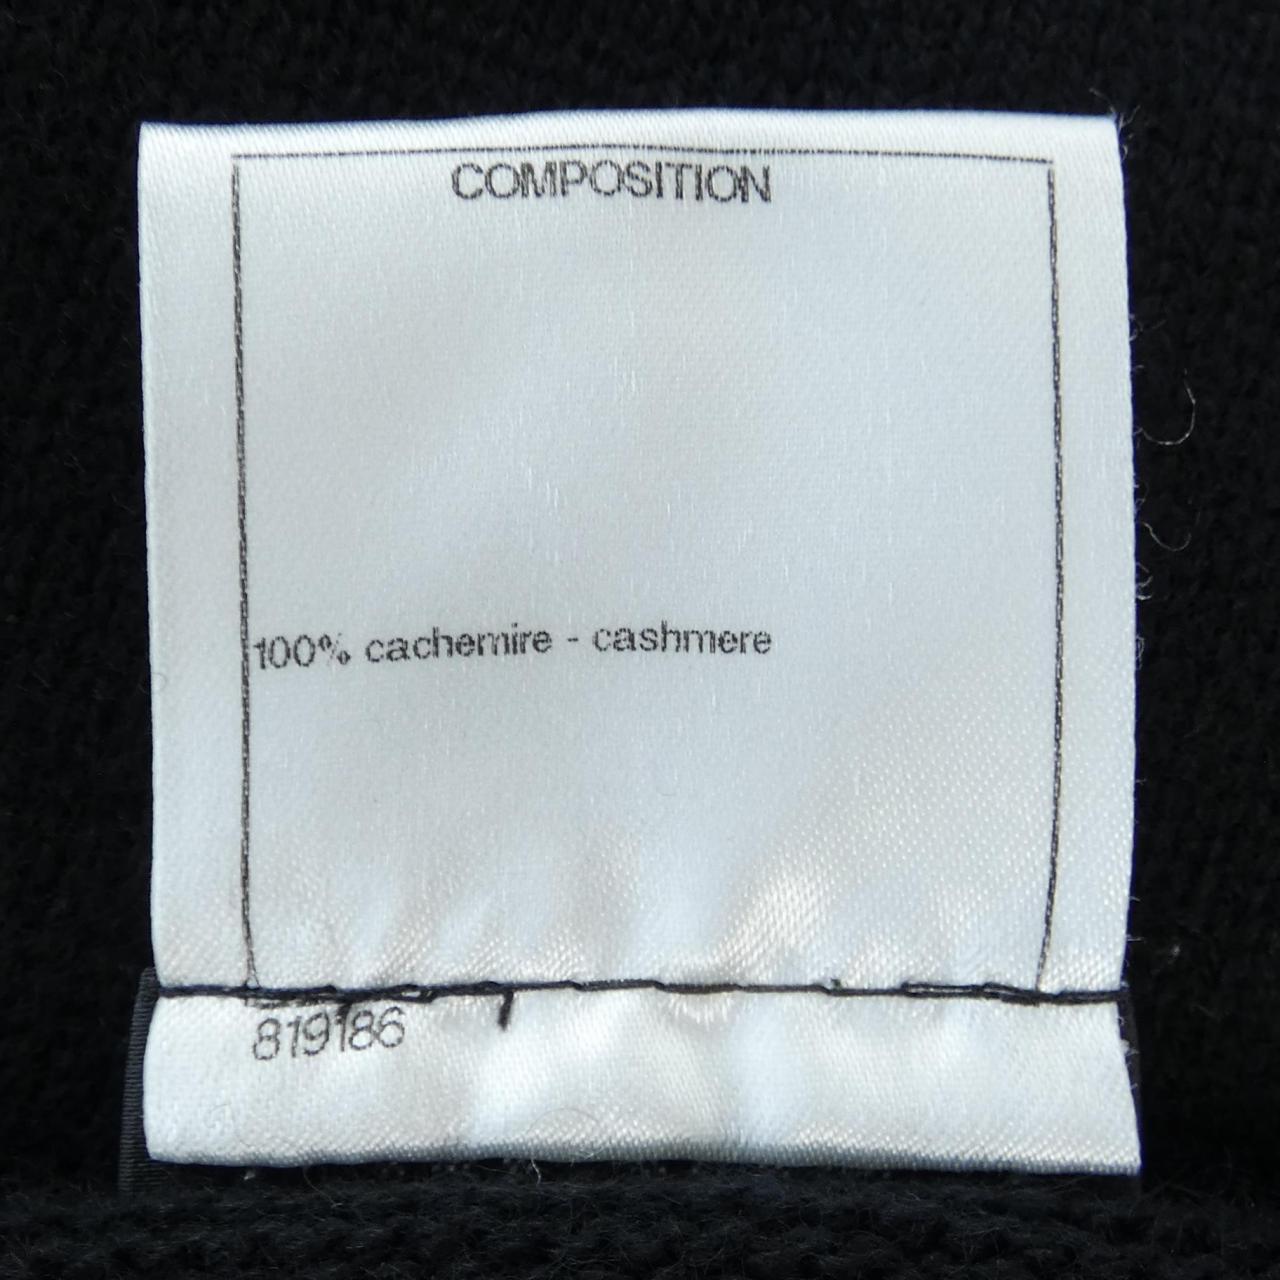 COMPOSITION
100% cachemire - cashmere
819186